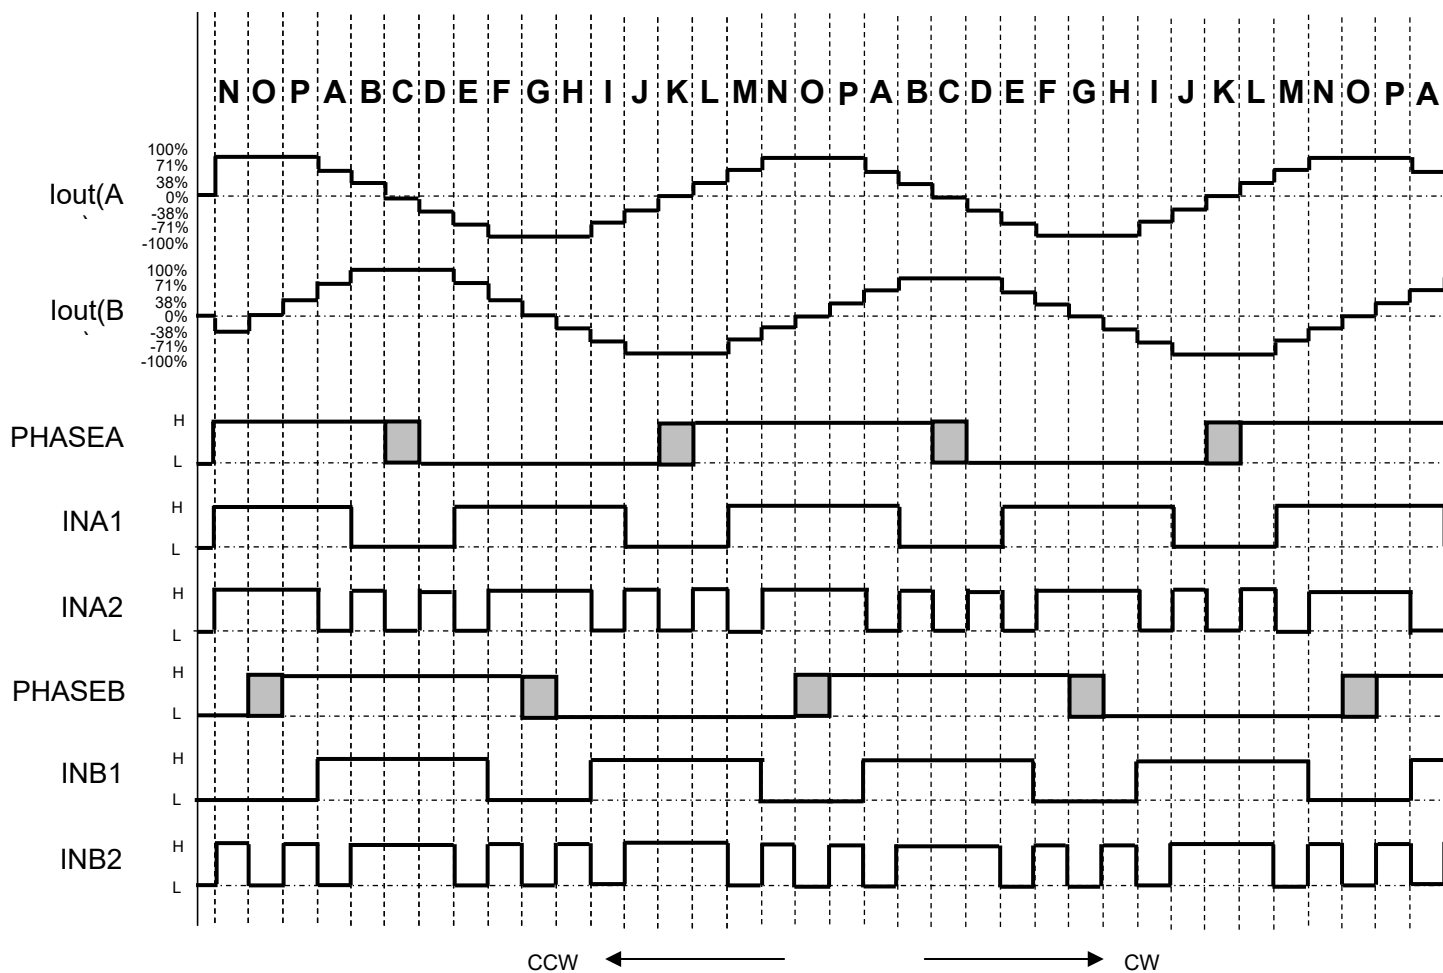 N O P A B C D E F G H I J K L M N O P A B C D E F G H I J K L M N O P A
100%
71%
38%
0%
-38%
-71%
-100%
Iout(A
`
100%
71%
38%
0%
-38%
-71%
-100%
Iout(B
`
H
PHASEA
L
H
INA1
L
H
INA2
L
H
PHASEB
L
H
INB1
L
H
INB2
L
CCW CW